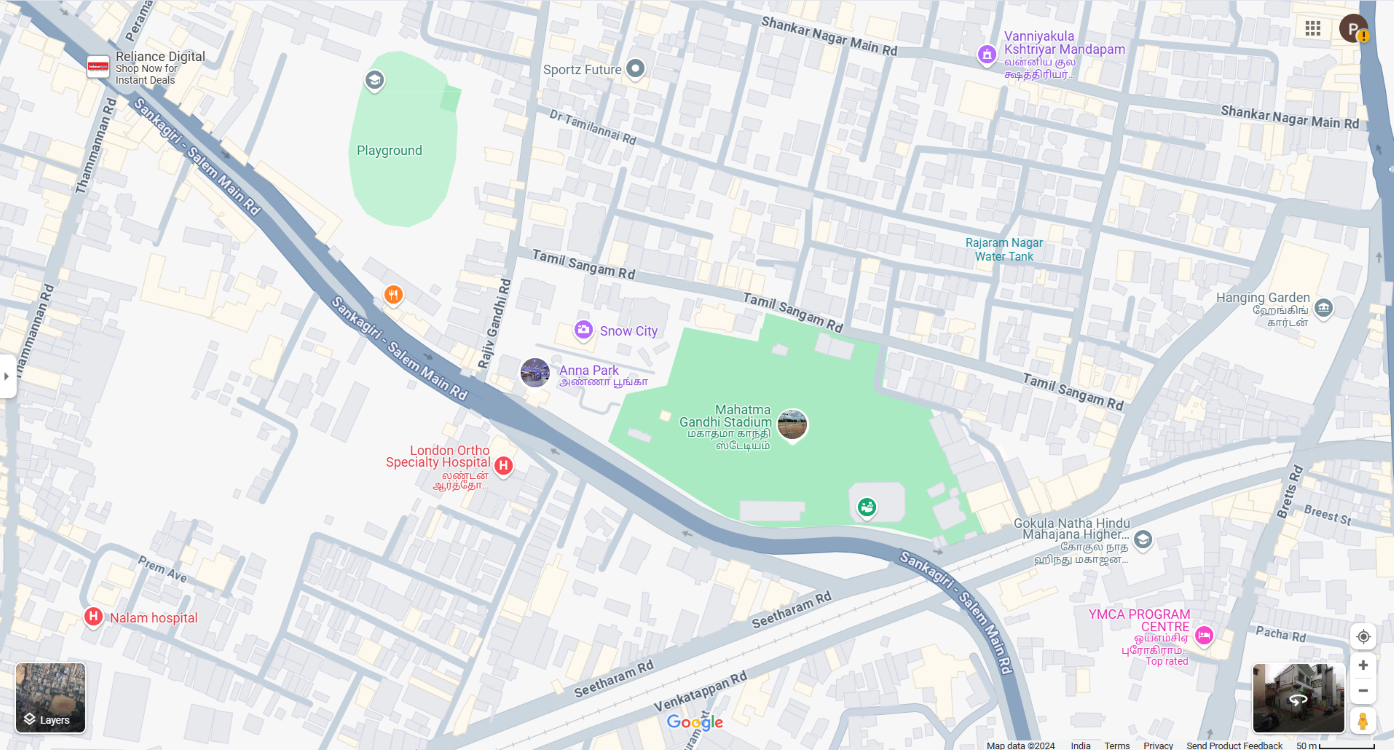 Shankar Nagar Main Rd
Vanniyakula
Kshtriyar Mandapam
வன்னிய குல
க்ஷத்திரியர்...
P
Reliance Digital
Shop Now for
Instant Deals
Sportz Future
Shankar Nagar Main Rd
Dr Tamilannai Rd
Sankagiri - Salem Main Rd
Thammannan Rd
Playground
Rajaram Nagar
Water Tank
Tamil Sangam Rd
Tamil Sangam Rd
Hanging Garden
ஹேங்கிங்
கார்டன்
Rajiv Gandhi Rd
Thammannan Rd
Snow City
Sankagiri - Salem Main Rd
Anna Park
அண்ணா பூங்கா
Tamil Sangam Rd
Mahatma
Gandhi Stadium
மகாத்மா காந்தி
ஸ்டேடியம்
London Ortho
Specialty Hospital
லண்டன்
ஆர்த்தோ...
H
Bretts Rd
Breest St
Gokula Natha Hindu
Mahajana Higher...
கோகுல நாத
ஹிந்து மகாஜன...
Prem Ave
Sankagiri - Salem Main Rd
H
Nalam hospital
Seetharam Rd
YMCA PROGRAM
CENTRE
ஒய்எம்சிஏ
புரோகிராம்...
Top rated
Pacha Rd
Seetharam Rd
Venkatappan Rd
Layers
Google
Map data ©2024
India
Terms
Privacy
Send Product Feedback
50 m